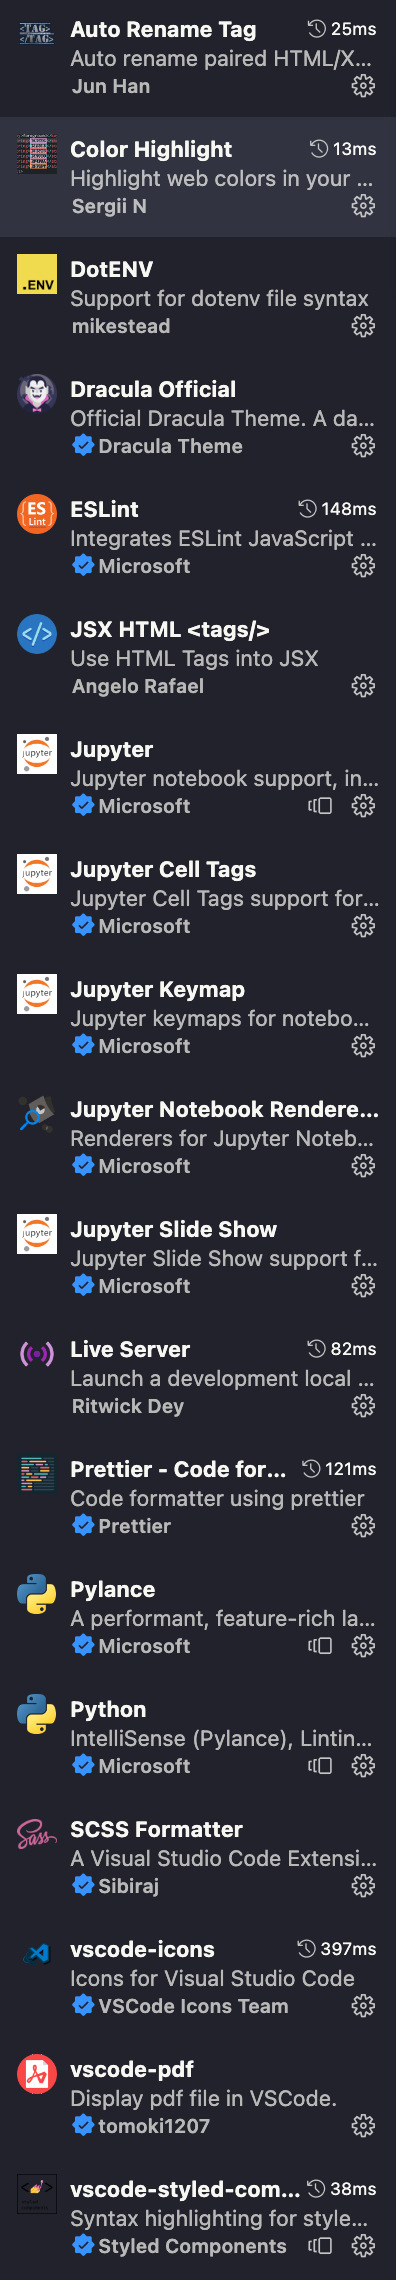 Auto Rename Tag 25ms
Auto rename paired HTML/X...
Jun Han
Color Highlight 13ms
Highlight web colors in your ...
Sergii N
.ENV
DotENV
Support for dotenv file syntax
mikestead
Dracula Official
Official Dracula Theme. A da...
Dracula Theme
ES
Lint
ESLint 148ms
Integrates ESLint JavaScript ...
Microsoft
JSX HTML <tags/>
Use HTML Tags into JSX
Angelo Rafael
jupyter
Jupyter
Jupyter notebook support, in...
Microsoft
jupyter
Jupyter Cell Tags
Jupyter Cell Tags support for...
Microsoft
jupyter
Jupyter Keymap
Jupyter keymaps for notebo...
Microsoft
Jupyter Notebook Rendere...
Renderers for Jupyter Noteb...
Microsoft
jupyter
Jupyter Slide Show
Jupyter Slide Show support f...
Microsoft
Live Server 82ms
Launch a development local ...
Ritwick Dey
Prettier - Code for... 121ms
Code formatter using prettier
Prettier
Pylance
A performant, feature-rich la...
Microsoft
Python
IntelliSense (Pylance), Lintin...
Microsoft
Sass
SCSS Formatter
A Visual Studio Code Extensi...
Sibiraj
vscode-icons 397ms
Icons for Visual Studio Code
VSCode Icons Team
vscode-pdf
Display pdf file in VSCode.
tomoki1207
vscode-styled-com... 38ms
Syntax highlighting for style...
Styled Components